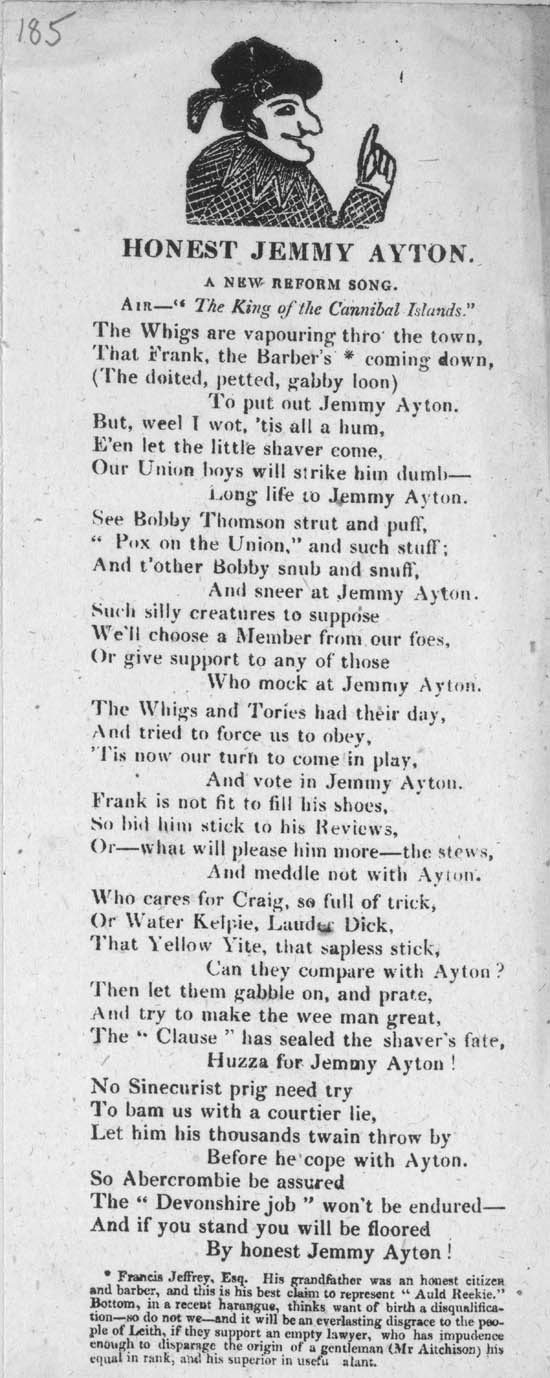 185
HONEST JEMMY AYTON.
A NEW REFORM SONG.
AIR—“ The King of the Cannibal Islands.”
The Whigs are vapouring thro' the town,
That Frank, the Barber's * coming down,
(The doited, petted, gabby loon)
To put out Jemmy Ayton.
But, weel I wot, 'tis all a hum,
E'en let the little shaver come,
Our Union boys will strike him dumb—
Long life to Jemmy Ayton.
See Bobby Thomson strut and puff,
“ Pox on the Union,” and such stuff;
And t'other Bobby snub and snuff,
And sneer at Jemmy Ayton.
Such silly creatures to suppose
We'll choose a Member from our foes,
Or give support to any of those
Who mock at Jemmy Ayton.
The Whigs and Tories had their day,
And tried to force us to obey,
'Tis now our turn to come in play,
And vote in Jemmy Ayton.
Frank is not fit to fill his shoes,
So bid him stick to his Reviews,
Or—what will please him more—the stews,
And meddle not with Ayton.
Who cares for Craig, so full of trick,
Or Water Kelpie, Lauder Dick,
That Yellow Yite, that sapless stick,
Can they compare with Ayton ?
Then let them gabble on, and prate,
And try to make the wee man great,
The “ Clause ” has sealed the shaver's fate,
Huzza for Jemmy Ayton !
No Sinecurist prig need try
To bam us with a courtier lie,
Let him his thousands twain throw by
Before he cope with Ayton.
So Abercrombie be assured
The “ Devonshire job ” won't be endured—
And if you stand you will be floored
By honest Jemmy Ayton !
* Francis Jeffrey, Esq. His grandfather was an honest citizen
and barber, and this is his best claim to represent “ Auld Reekie.”
Bottom, in a recent harangue, thinks want of birth a disqualifica-
tion—so do not we—and it will be an everlasting disgrace to the peo-
ple of Leith, if they support an empty lawyer, who has impudence
enough to disparage the origin of a gentleman (Mr Aitchison) his
equal in rank, and his superior in usefu alant.